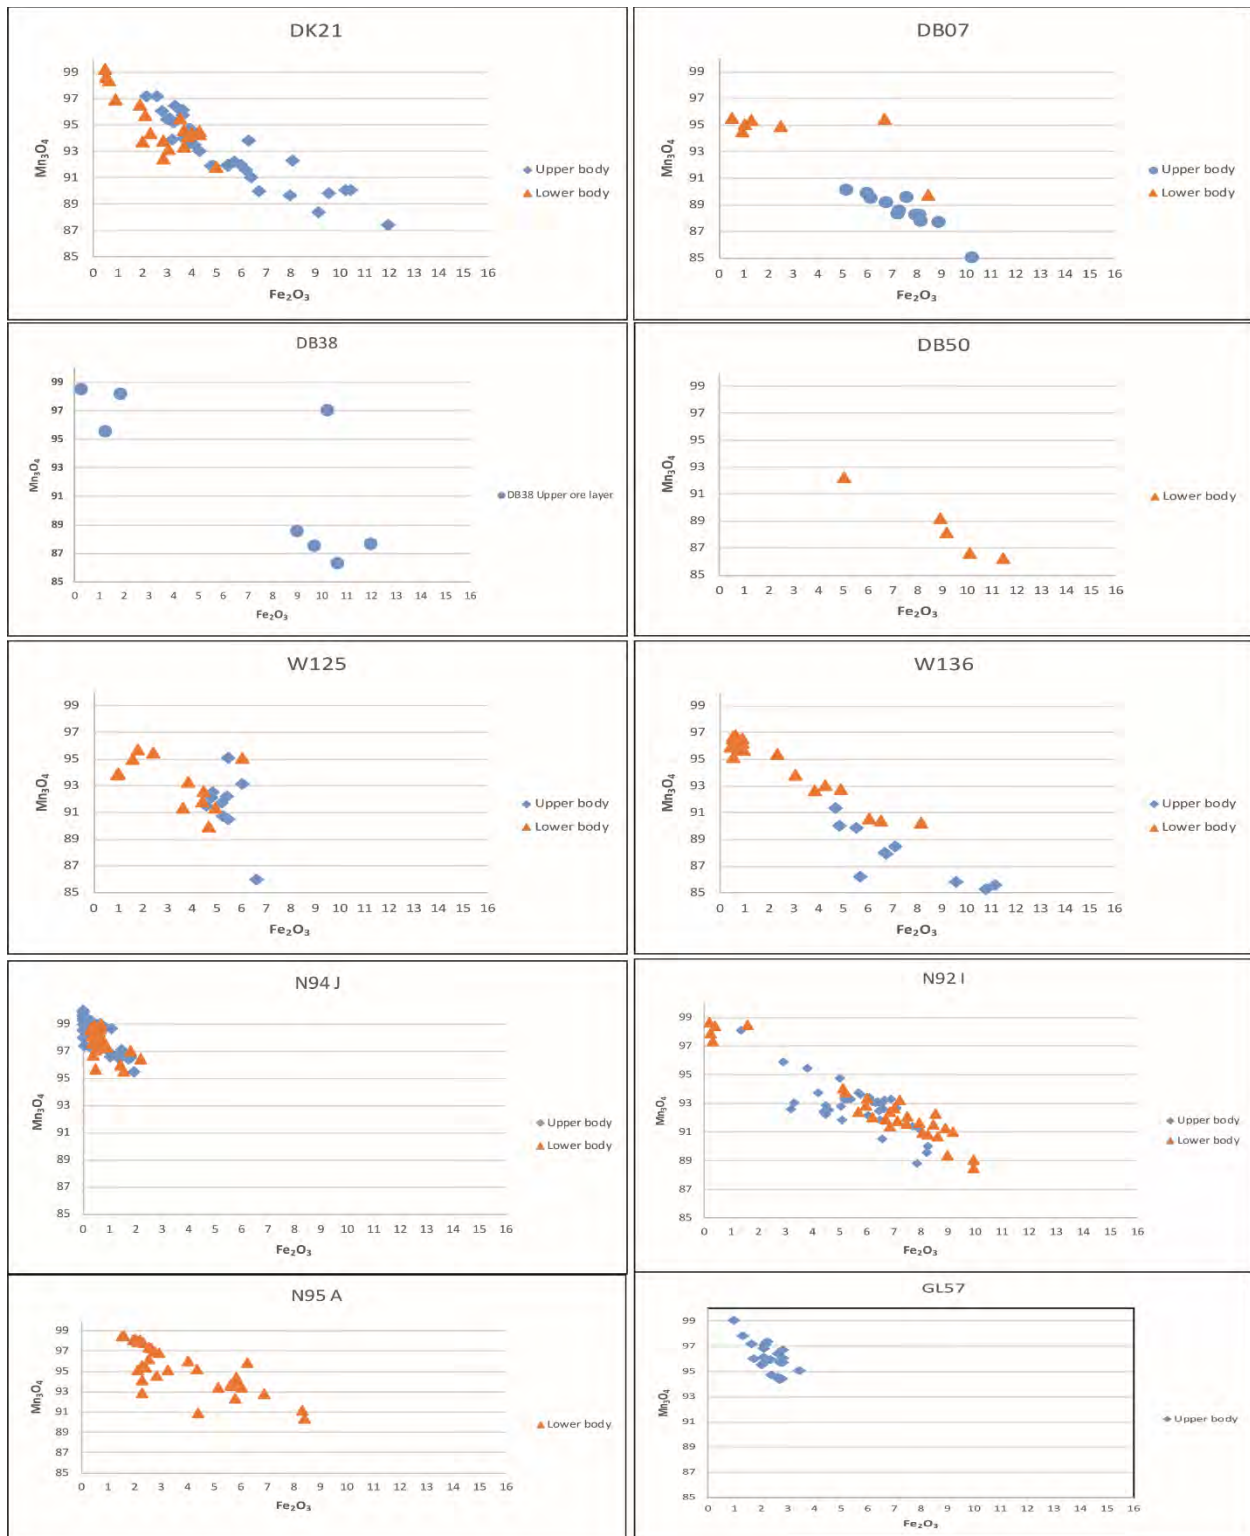 DK21
99
97
95
93
91
89
87
85
Mn₃O₄
0 1 2 3 4 5 6 7 8 9 10 11 12 13 14 15 16
Fe₂O₃
Upper body
Lower body
DB07
99
97
95
93
91
89
87
85
Mn₃O₄
0 1 2 3 4 5 6 7 8 9 10 11 12 13 14 15 16
Fe₂O₃
Upper body
Lower body
DB38
99
97
95
93
91
89
87
85
Mn₃O₄
0 1 2 3 4 5 6 7 8 9 10 11 12 13 14 15 16
Fe₂O₃
DB38 Upper ore layer
DB50
99
97
95
93
91
89
87
85
Mn₃O₄
0 1 2 3 4 5 6 7 8 9 10 11 12 13 14 15 16
Fe₂O₃
Lower body
W125
99
97
95
93
91
89
87
85
Mn₃O₄
0 1 2 3 4 5 6 7 8 9 10 11 12 13 14 15 16
Fe₂O₃
Upper body
Lower body
W136
99
97
95
93
91
89
87
85
Mn₃O₄
0 1 2 3 4 5 6 7 8 9 10 11 12 13 14 15 16
Fe₂O₃
Upper body
Lower body
N94 J
99
97
95
93
91
89
87
85
Mn₃O₄
0 1 2 3 4 5 6 7 8 9 10 11 12 13 14 15 16
Fe₂O₃
Upper body
Lower body
N92 I
99
97
95
93
91
89
87
85
Mn₃O₄
0 1 2 3 4 5 6 7 8 9 10 11 12 13 14 15 16
Fe₂O₃
Upper body
Lower body
N95 A
99
97
95
93
91
89
87
85
Mn₃O₄
0 1 2 3 4 5 6 7 8 9 10 11 12 13 14 15 16
Fe₂O₃
Lower body
GL57
99
97
95
93
91
89
87
85
Mn₃O₄
0 1 2 3 4 5 6 7 8 9 10 11 12 13 14 15 16
Fe₂O₃
Upper body